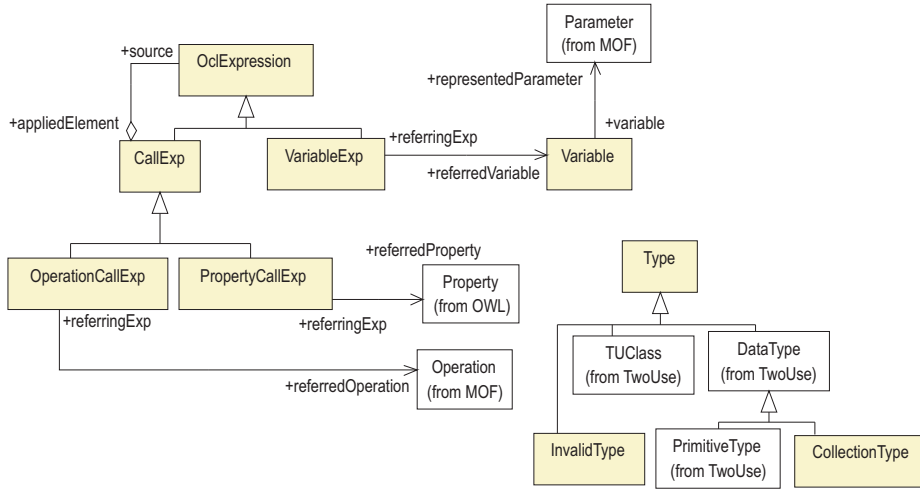 Parameter
(from MOF)
+source
OclExpression
+representedParameter
+appliedElement
+variable
+referringExp
CallExp
VariableExp
Variable
+referredVariable
+referredProperty
OperationCallExp
PropertyCallExp
Property
(from OWL)
Type
+referringExp
+referringExp
TUClass
(from TwoUse)
DataType
(from TwoUse)
Operation
(from MOF)
+referredOperation
InvalidType
PrimitiveType
(from TwoUse)
CollectionType